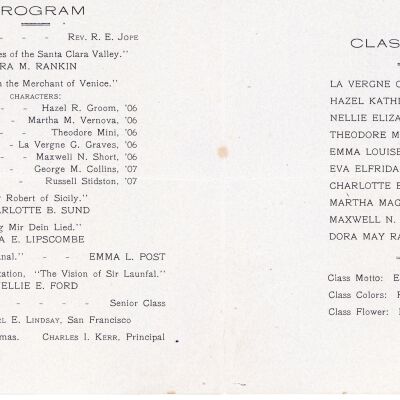 ROGRAM
- - - Rev. R. E. Jope
es of the Santa Clara Valley."
RA M. RANKIN
the Merchant of Venice."
CHARACTERS:
- - Hazel R. Groom, '06
- - Martha M. Vernova, '06
- - Theodore Mini, '06
- - La Vergne G. Graves, '06
- - Maxwell N. Short, '06
- - George M. Collins, '07
- - Russell Stidston, '07
Robert of Sicily."
RLOTTE B. SUND
g Mir Dein Lied."
A E. LIPSCOMBE
nal." - - EMMA L. POST
tation, "The Vision of Sir Launfal."
ELLIE E. FORD
- - - - Senior Class
RL E. Lindsay, San Francisco
mas. Charles I. Kerr, Principal
CLAS
LA VERGNE G
HAZEL KATH
NELLIE ELIZA
THEODORE M
EMMA LOUISE
EVA ELFRIDA
CHARLOTTE B
MARTHA MAG
MAXWELL N.
DORA MAY RA
Class Motto: E
Class Colors:
Class Flower: